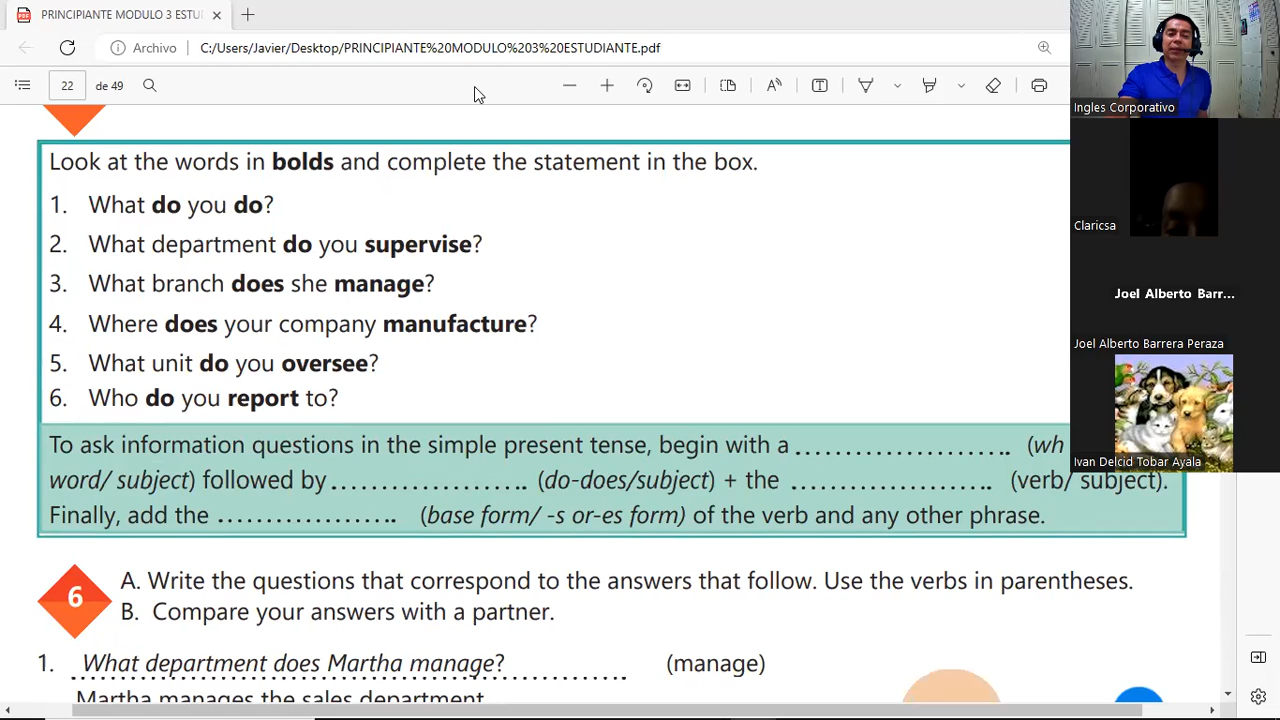 PRINCIPIANTE MODULO 3 ESTU
Archivo
C:/Users/Javier/Desktop/PRINCIPIANTE%20MODULO%203%20ESTUDIANTE.pdf
22
de 49
Ingles Corporativo
Claricsa
Joel Alberto Barr...
Joel Alberto Barrera Peraza
Ivan Delcid Tobar Ayala
Look at the words in bolds and complete the statement in the box.
1. What do you do?
2. What department do you supervise?
3. What branch does she manage?
4. Where does your company manufacture?
5. What unit do you oversee?
6. Who do you report to?
To ask information questions in the simple present tense, begin with a ........................ (wh
word/ subject) followed by ........................ (do-does/subject) + the ........................ (verb/ subject).
Finally, add the ...................... (base form/ -s or-es form) of the verb and any other phrase.
6
A. Write the questions that correspond to the answers that follow. Use the verbs in parentheses.
B. Compare your answers with a partner.
1. What department does Martha manage? (manage)
Martha manages the sales department